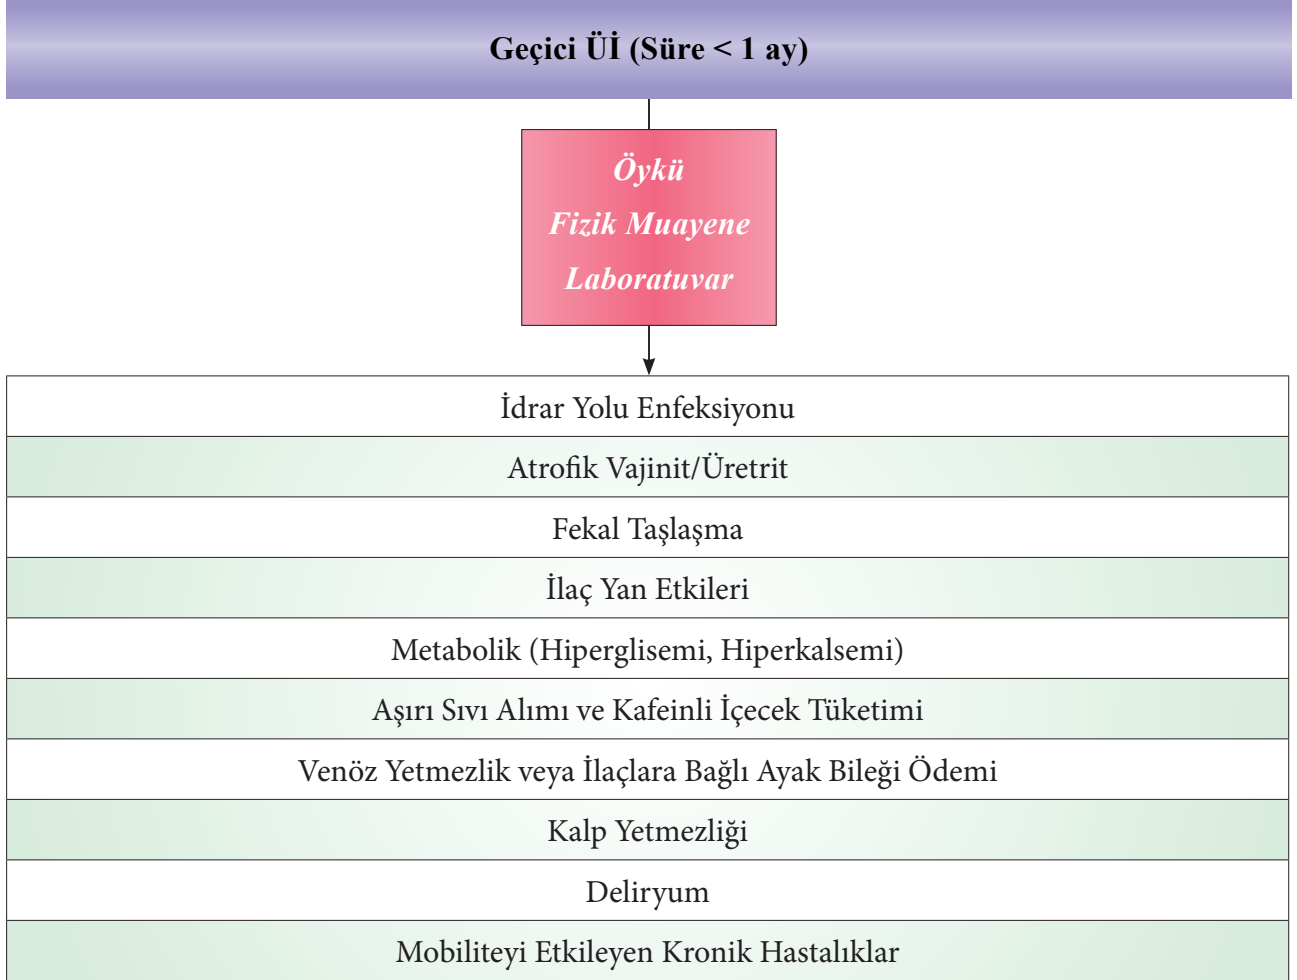 Geçici Üİ (Süre < 1 ay)
Öykü
Fizik Muayene
Laboratuvar
İdrar Yolu Enfeksiyonu
Atrofik Vajinit/Üretrit
Fekal Taşlaşma
İlaç Yan Etkileri
Metabolik (Hiperglisemi, Hiperkalsemi)
Aşırı Sıvı Alımı ve Kafeinli İçecek Tüketimi
Venöz Yetmezlik veya İlaçlara Bağlı Ayak Bileği Ödemi
Kalp Yetmezliği
Deliryum
Mobiliteyi Etkileyen Kronik Hastalıklar